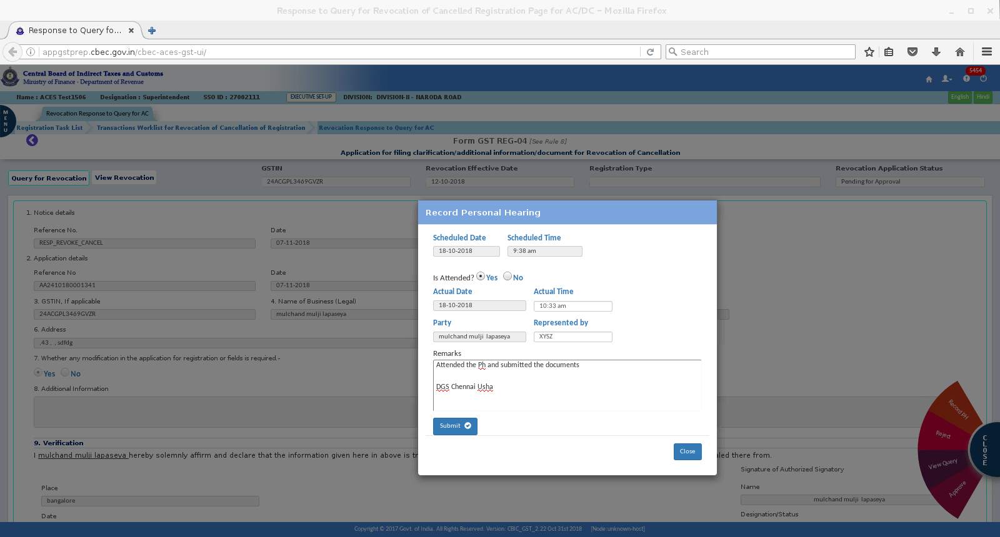 Response to Query for Revocation of Cancelled Registration Page for AC/DC – Mozilla Firefox
Response to Query fo...
appgstprep.cbec.gov.in/cbec-aces-gst-ui/
Search
Central Board of Indirect Taxes and Customs
Ministry of Finance - Department of Revenue
5454
Name : ACES Test1506 Designation : Superintendent SSO ID : 27002111 EXECUTIVE SET-UP DIVISION: DIVISION-II - NARODA ROAD English Hindi
MENU
Revocation Response to Query for AC
Registration Task List Transactions Worklist for Revocation of Cancellation of Registration Revocation Response to Query for AC
Form GST REG-04 [See Rule 8]
Application for filing clarification/additional information/document for Revocation of Cancellation
Query for Revocation View Revocation
GSTIN Revocation Effective Date Registration Type Revocation Application Status
24ACGPL3469GVZR 12-10-2018 Pending for Approval
1. Notice details
Reference No. Date
RESP_REVOKE_CANCEL 07-11-2018
2. Application details
Reference No Date
AA2410180001341 07-11-2018
3. GSTIN, If applicable 4. Name of Business (Legal)
24ACGPL3469GVZR mulchand mulji lapaseya
6. Address
,43 , , sdfdg
7. Whether any modification in the application for registration or fields is required.-
Yes No
8. Additional Information
9. Verification
I mulchand mulji lapaseya hereby solemnly affirm and declare that the information given here in above is there from.
Signature of Authorized Signatory
Place
bangalore
Date
Name
mulchand mulji lapaseya
Designation/Status
Record Personal Hearing
Scheduled Date Scheduled Time
18-10-2018 9:38 am
Is Attended? Yes No
Actual Date Actual Time
18-10-2018 10:33 am
Party Represented by
mulchand mulji lapaseya XYSZ
Remarks
Attended the Ph and submitted the documents
DGS Chennai Usha
Submit
Close
Record PH
Reject
View Query
Approve
CLOSE
Copyright © 2017 Govt. of India. All Rights Reserved. Version: CBIC_GST_2.22 Oct 31st 2018 [Node:unknown-host]